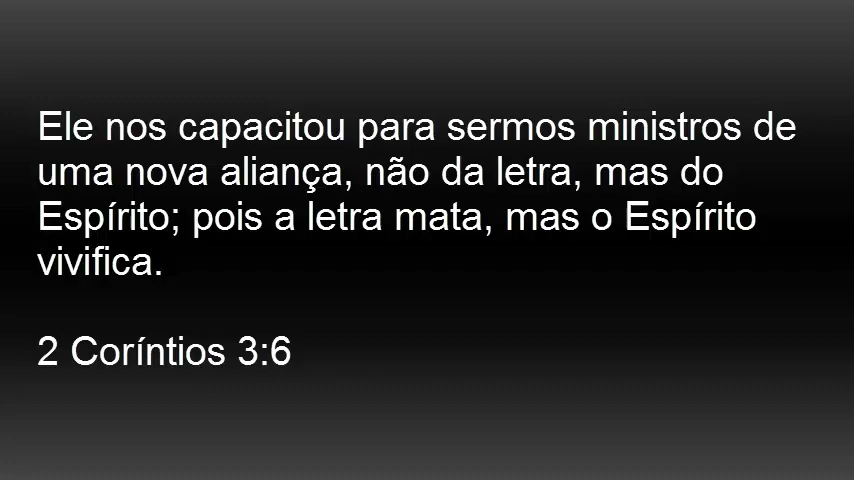 Ele nos capacitou para sermos ministros de
uma nova aliança, não da letra, mas do
Espírito; pois a letra mata, mas o Espírito
vivifica.
2 Coríntios 3:6